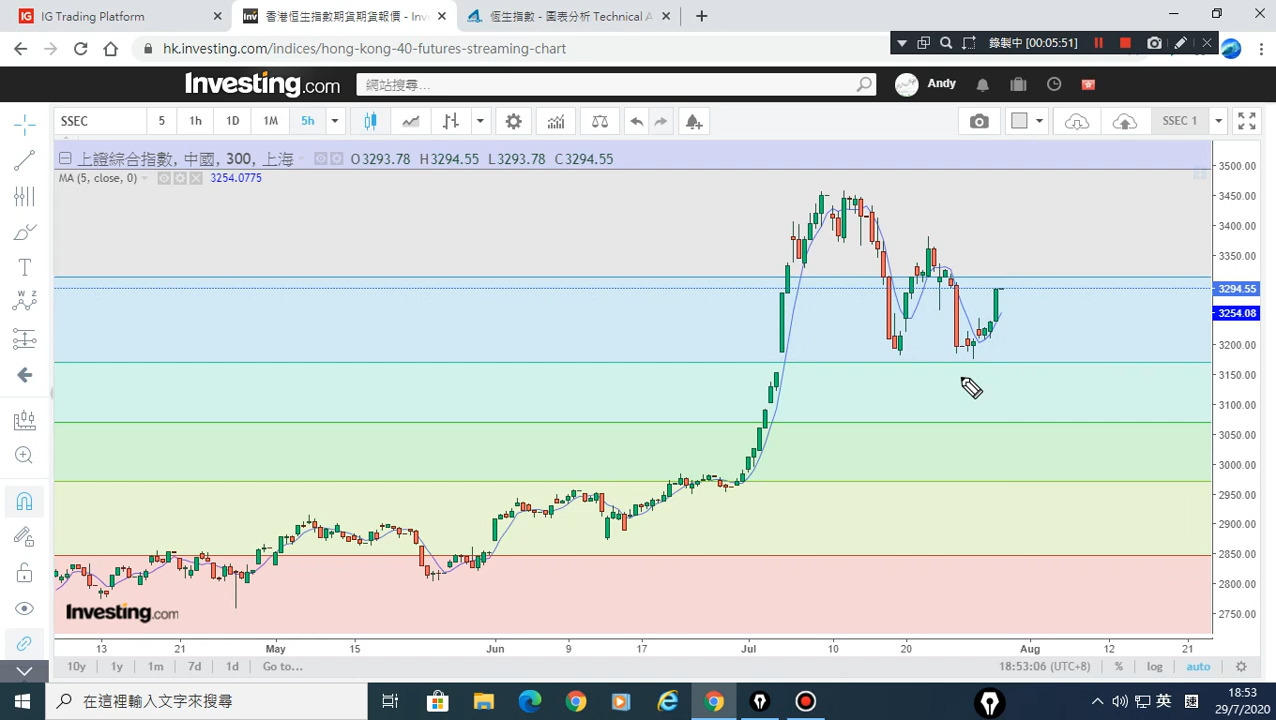 IG IG Trading Platform
香港恒生指數期貨期貨報價 - Inv
恆生指數 - 圖表分析 Technical A
hk.investing.com/indices/hong-kong-40-futures-streaming-chart
錄製中 [00:05:51]
Investing.com
網站搜尋...
Andy
SSEC 5 1h 1D 1M 5h
SSEC 1
上證綜合指數, 中國, 300, 上海 O3293.78 H3294.55 L3293.78 C3294.55
MA (5, close, 0) 3254.0775
3500.00
3450.00
3400.00
3350.00
3294.55
3254.08
3200.00
3150.00
3100.00
3050.00
3000.00
2950.00
2900.00
2850.00
2800.00
2750.00
T
W Z
Investing.com
13 21 May 15 Jun 9 17 Jul 10 20 Aug 12 21
10y 1y 1m 7d 1d Go to... 18:53:06 (UTC+8) % log auto
在這裡輸入文字來搜尋
英
18:53
29/7/2020